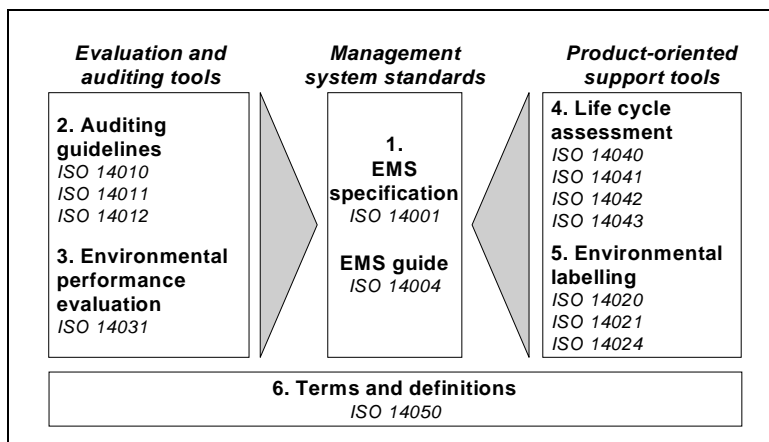 Evaluation and
auditing tools
2. Auditing
guidelines
ISO 14010
ISO 14011
ISO 14012
3. Environmental
performance
evaluation
ISO 14031
Management
system standards
1.
EMS
specification
ISO 14001
EMS guide
ISO 14004
Product-oriented
support tools
4. Life cycle
assessment
ISO 14040
ISO 14041
ISO 14042
ISO 14043
5. Environmental
labelling
ISO 14020
ISO 14021
ISO 14024
6. Terms and definitions
ISO 14050